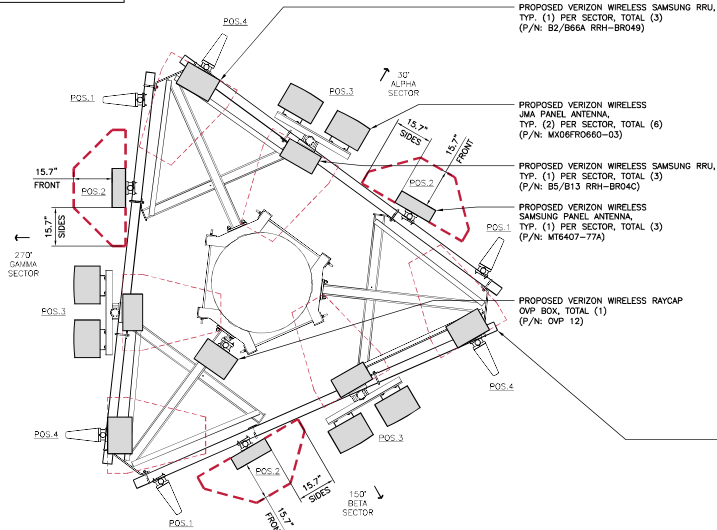 PROPOSED VERIZON WIRELESS SAMSUNG RRU,
TYP. (1) PER SECTOR, TOTAL (3)
(P/N: B2/B66A RRH-BR049)
POS.4
30°
ALPHA
SECTOR
POS.3
POS.1
PROPOSED VERIZON WIRELESS
JMA PANEL ANTENNA,
TYP. (2) PER SECTOR, TOTAL (6)
(P/N: MX06FRO660-03)
15.7"
SIDES
15.7"
FRONT
PROPOSED VERIZON WIRELESS SAMSUNG RRU,
TYP. (1) PER SECTOR, TOTAL (3)
(P/N: B5/B13 RRH-BR04C)
15.7"
FRONT
POS.2
POS.2
PROPOSED VERIZON WIRELESS
SAMSUNG PANEL ANTENNA,
TYP. (1) PER SECTOR, TOTAL (3)
(P/N: MT6407-77A)
15.7"
SIDES
POS.1
270°
GAMMA
SECTOR
PROPOSED VERIZON WIRELESS RAYCAP
OVP BOX, TOTAL (1)
(P/N: OVP 12)
POS.3
POS.4
POS.4
POS.3
POS.2
15.7"
SIDES
150°
BETA
SECTOR
POS.1
15.7"
FRONT